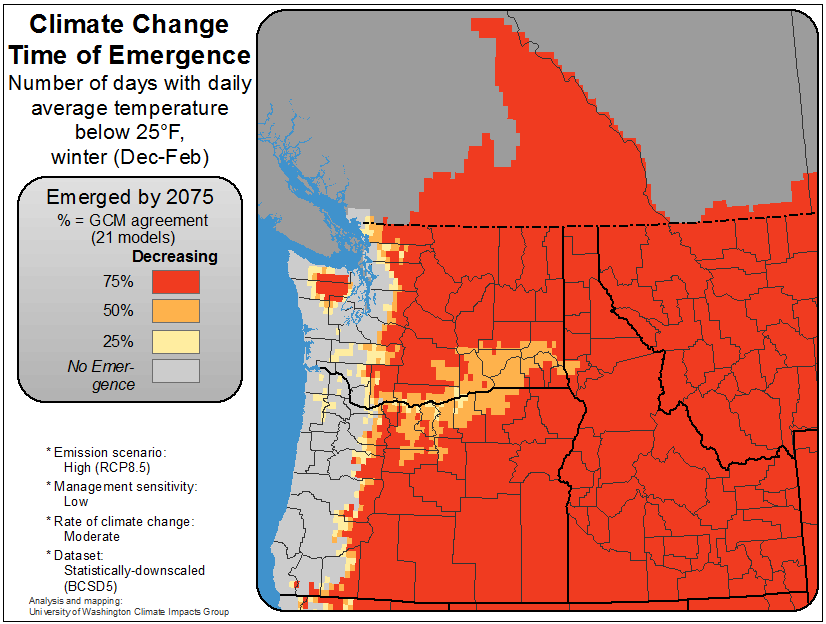 Climate Change
Time of Emergence
Number of days with daily
average temperature
below 25°F,
winter (Dec-Feb)
Emerged by 2075
% = GCM agreement
(21 models)
Decreasing
75%
50%
25%
No Emer-
gence
* Emission scenario:
High (RCP8.5)
* Management sensitivity:
Low
* Rate of climate change:
Moderate
* Dataset:
Statistically-downscaled
(BCSD5)
Analysis and mapping:
University of Washington Climate Impacts Group